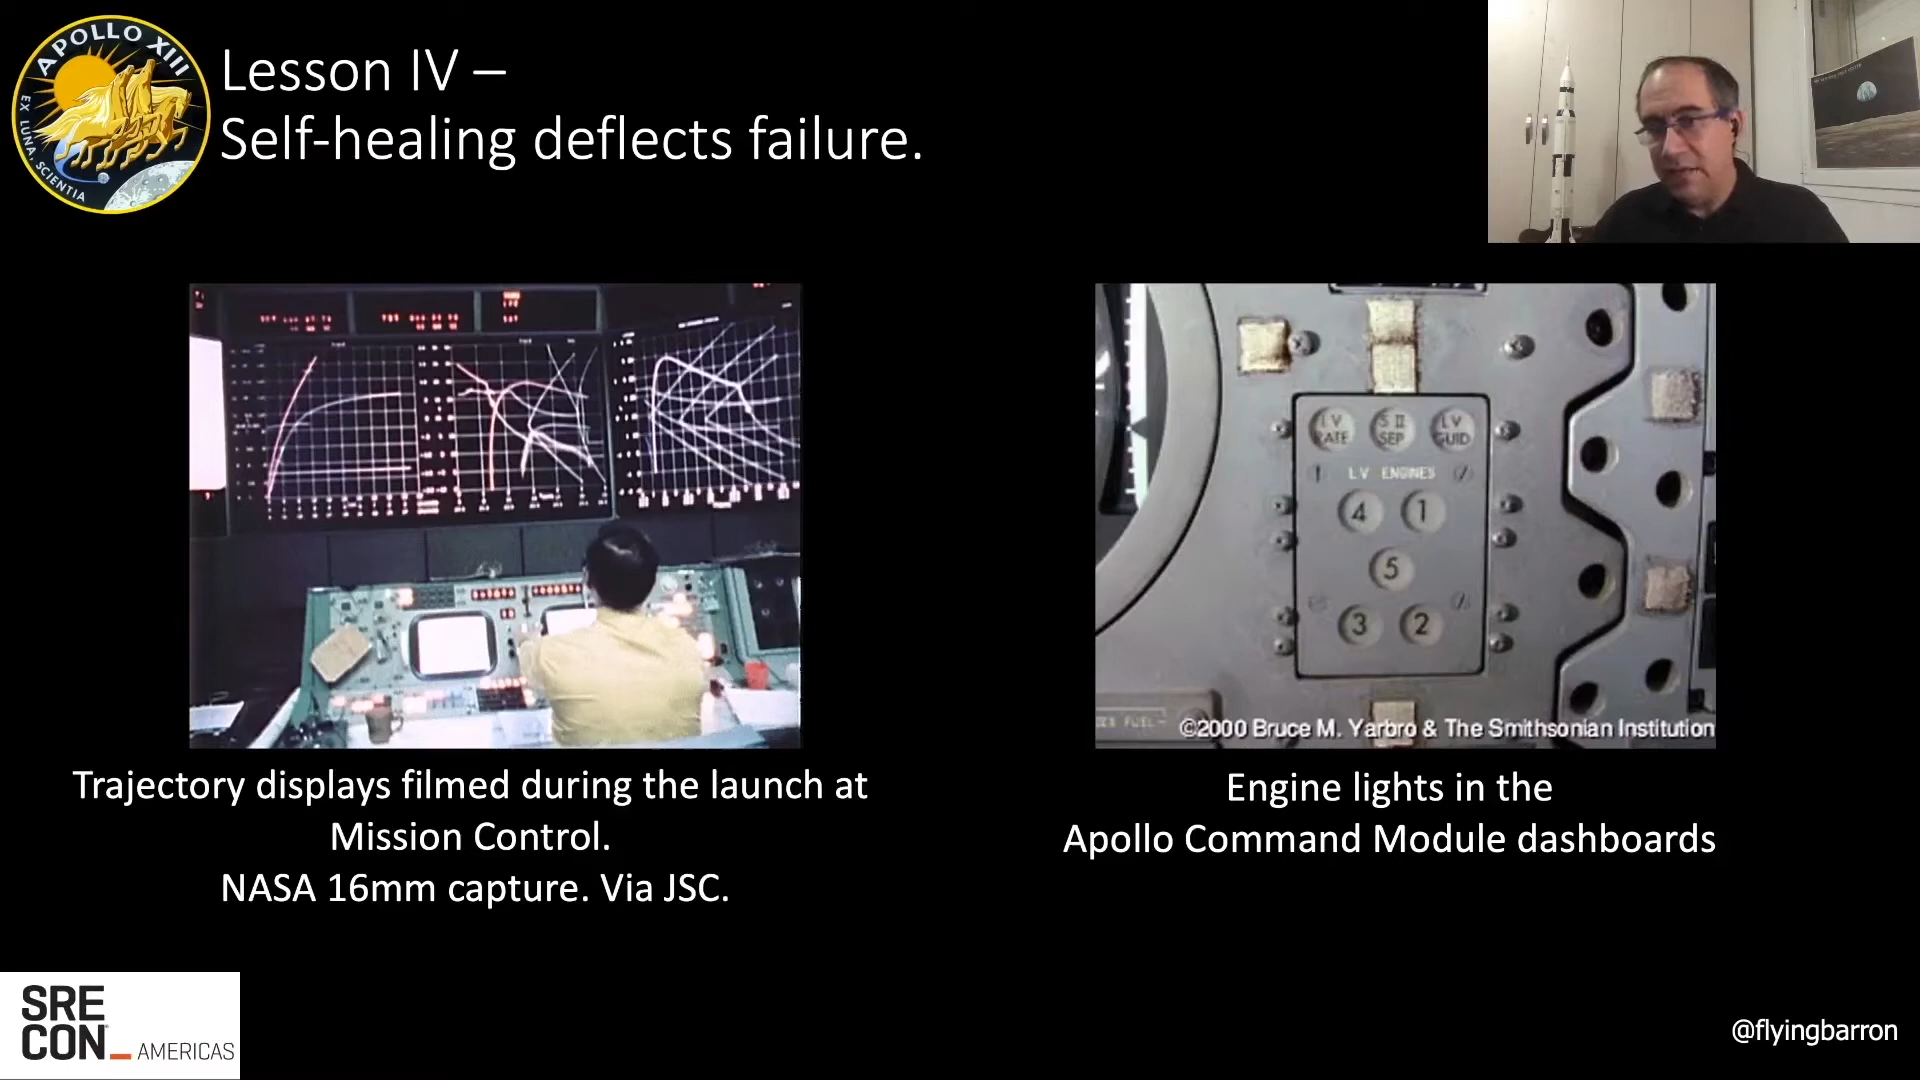 APOLLO XIII
EX LUNA, SCIENTIA
Lesson IV –
Self-healing deflects failure.
LV
RATE
S II
SEP
LV
GUID
LV ENGINES
4
1
5
3
2
FUEL
©2000 Bruce M. Yarbro & The Smithsonian Institution
Trajectory displays filmed during the launch at
Mission Control.
NASA 16mm capture. Via JSC.
Engine lights in the
Apollo Command Module dashboards
SRE
CON_AMERICAS
@flyingbarron